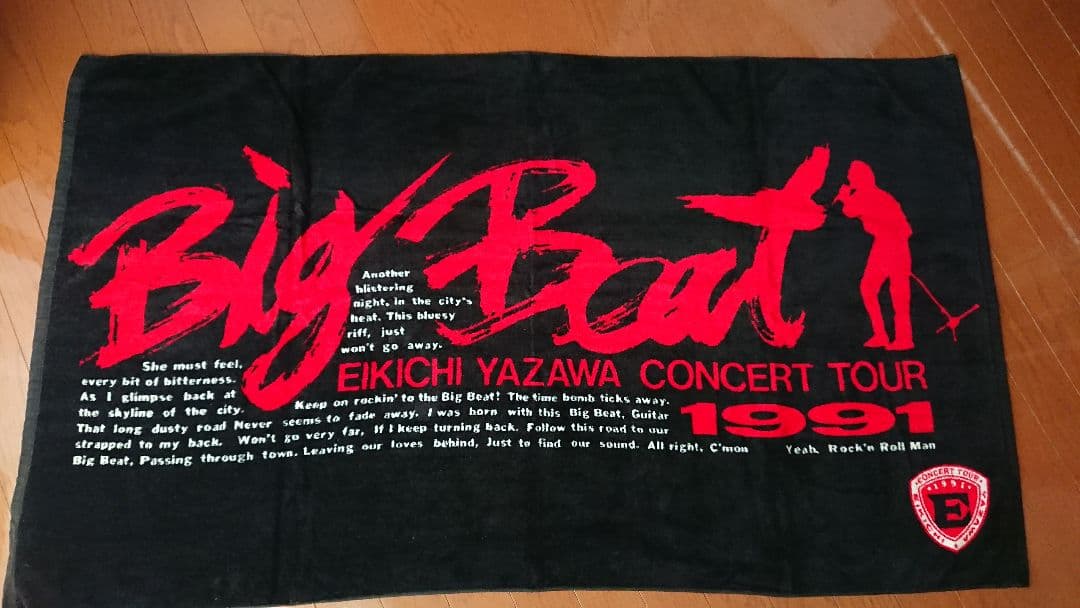 Big Beat
Another
blistering
night, in the city's
heat. This bluesy
riff, just
won't go away.
She must feel,
every bit of bitterness.
As I glimpse back at
the skyline of the city.
EIKICHI YAZAWA CONCERT TOUR
1991
Keep on rockin' to the Big Beat! The time bomb ticks away.
That long dusty road Never seems to fade away. I was born with this Big Beat, Guitar
strapped to my back. Won't go very far, If I keep turning back. Follow this road to our
Big Beat, Passing through town. Leaving our loves behind, Just to find our sound. All right, C'mon Yeah, Rock'n Roll Man
CONCERT TOUR
1991
E
EIKICHI YAZAWA